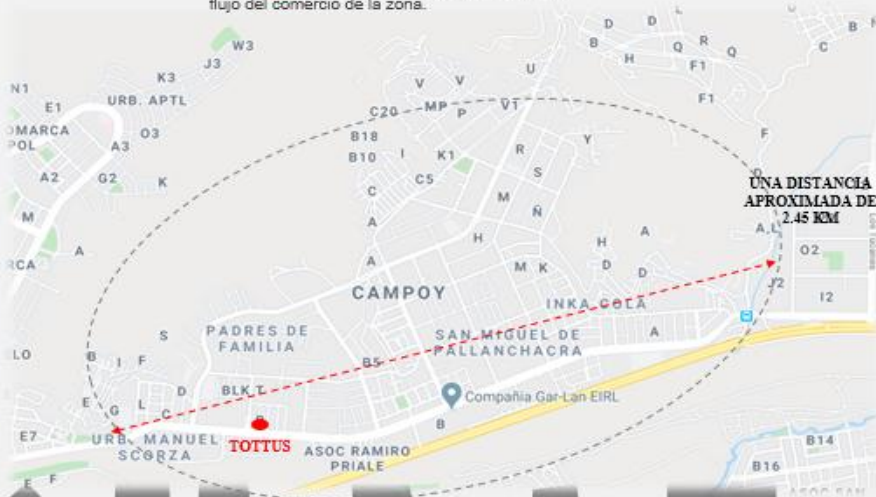 flujo del comercio de la zona.
W3
J3
K3
N1
E1
URB. APTL
O3
A3
A2
G2
K
M
A
C20
B18
B10
I
V
V
MP
P
V1
U
K1
C5
C
A
A
R
S
Y
M
Ñ
H
M
K
H
A
D
D
D
D
B
H
Q
R
Q
F1
F1
F
C
B
UNA DISTANCIA
APROXIMADA DE
2.45 KM
A
L
O2
J2
I2
CAMPOY
INKA COLA
PADRES DE
FAMILIA
SAN MIGUEL DE
PALLANCHACRA
A
S
B
I
F
B5
D
BLK T
E
G
L
C
Compañia Gar-Lan EIRL
B
E7
URB. MANUEL
SCORZA
TOTTUS
ASOC RAMIRO
PRIALE
E
F
B14
B16